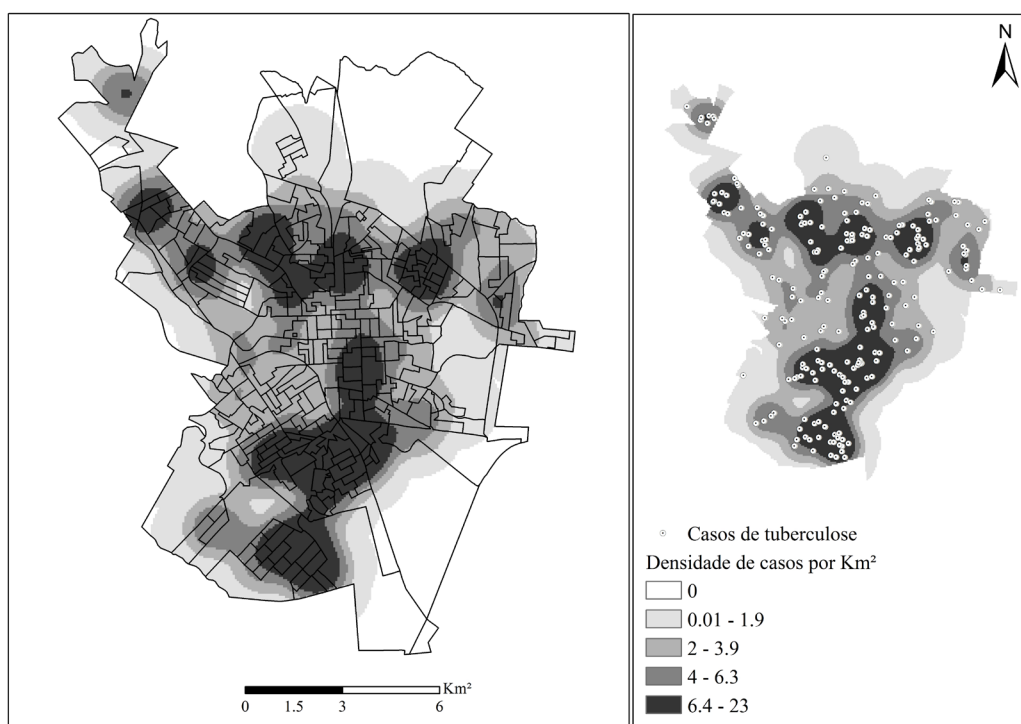 N
Casos de tuberculose
Densidade de casos por Km²
0
0.01 - 1.9
2 - 3.9
4 - 6.3
6.4 - 23
Km²
0 1.5 3 6